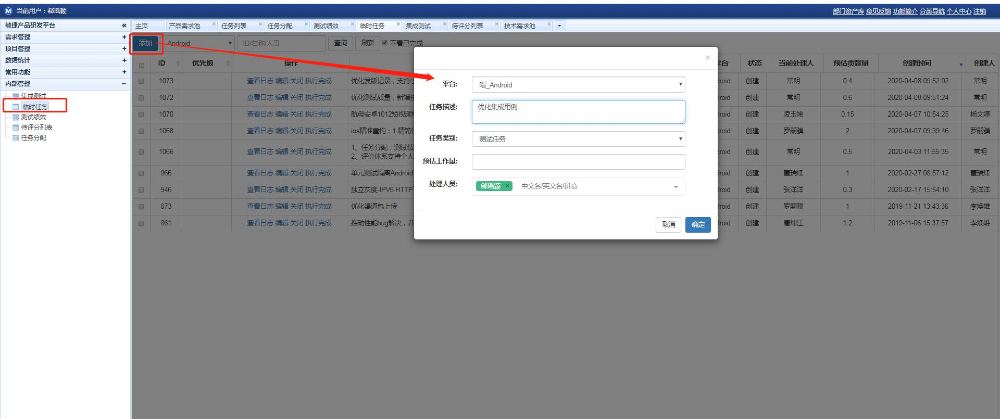 M 当前用户：郗瑶颖
部门资产库 意见反馈 功能简介 分类导航 个人中心 注销
敏捷产品研发平台 «
需求管理 +
项目管理 +
数据统计 +
常用功能 +
内部管理 −
集成测试
临时任务
测试绩效
待评分列表
任务分配
主页 产品需求池 × 任务列表 × 任务分配 × 测试绩效 × 临时任务 × 集成测试 × 待评分列表 × 技术需求池 ×
添加 Android ID/名称/人员 查询 刷新 不看已完成
ID 优先级 操作 平台 状态 当前处理人 预估贡献量 创建时间 创建人
1073 查看日志 编辑 关闭 执行完成 优化发版记录，支持 droid 创建 常明 0.4 2020-04-08 09:52:02 常明
1072 查看日志 编辑 关闭 执行完成 优化测试质量，新增 droid 创建 常明 0.6 2020-04-08 09:51:24 常明
1070 查看日志 编辑 关闭 执行完成 航母安卓1012短视频 droid 创建 凌玉娣 0.15 2020-04-07 10:54:25 杨文婷
1068 查看日志 编辑 关闭 执行完成 ios精准重构：1.精简 droid 创建 罗嗣骥 2 2020-04-07 09:39:46 罗嗣骥
1066 查看日志 编辑 关闭 执行完成 1、任务分配，测试绩 droid 创建 常明 0.5 2020-04-03 11:55:35 常明
2、评价体系支持个人
966 查看日志 编辑 关闭 执行完成 单元测试隔离Android droid 创建 董瑞烽 1 2020-02-27 08:57:12 董瑞烽
946 查看日志 编辑 关闭 执行完成 独立灰度-IPV6 HTTP droid 创建 张洋洋 0.3 2020-02-17 15:54:10 张洋洋
873 查看日志 编辑 关闭 执行完成 优化渠道包上传 droid 创建 罗嗣骥 1 2019-11-21 13:43:36 李焕雄
861 查看日志 编辑 关闭 执行完成 推动性能bug解决，并 droid 创建 唐灿江 1.2 2019-11-06 15:37:57 李焕雄
×
平台: 唱_Android
任务描述: 优化集成用例
任务类别: 测试任务
预估工作量:
处理人员: 郗瑶颖 × 中文名/英文名/拼音
取消 确定